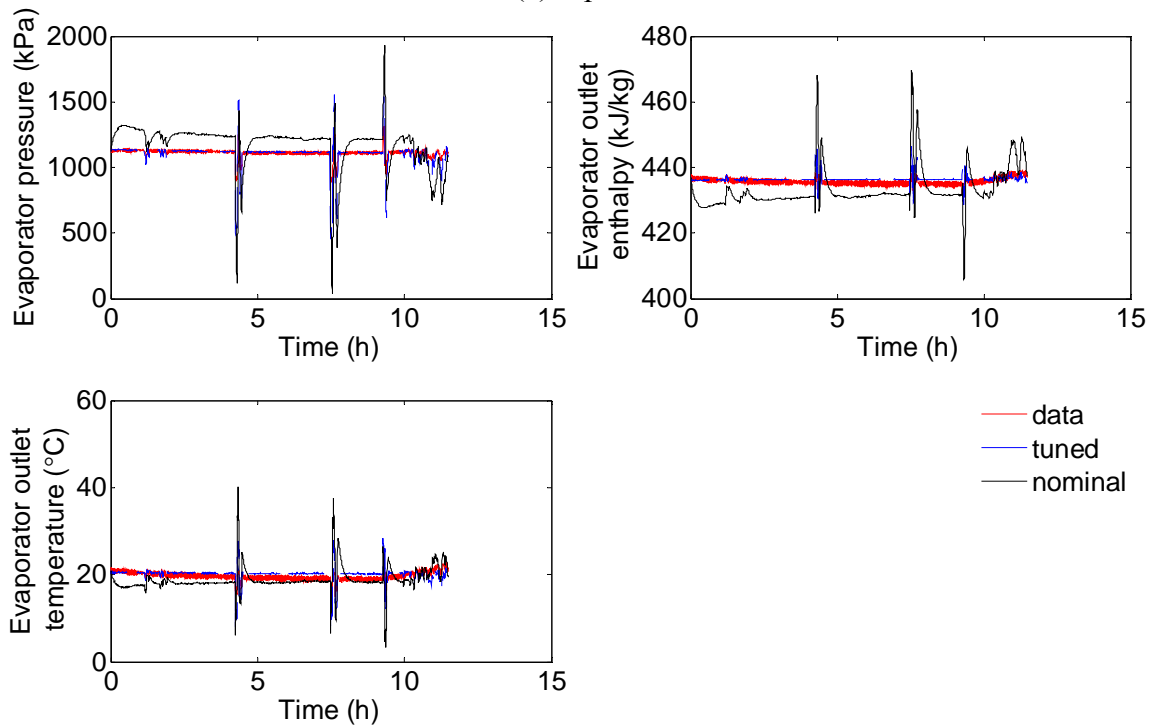 Evaporator pressure (kPa)
2000
1500
1000
500
0
0
5
10
15
Time (h)
Evaporator outlet
enthalpy (kJ/kg)
480
460
440
420
400
0
5
10
15
Time (h)
Evaporator outlet
temperature (°C)
60
40
20
0
0
5
10
15
Time (h)
data
tuned
nominal